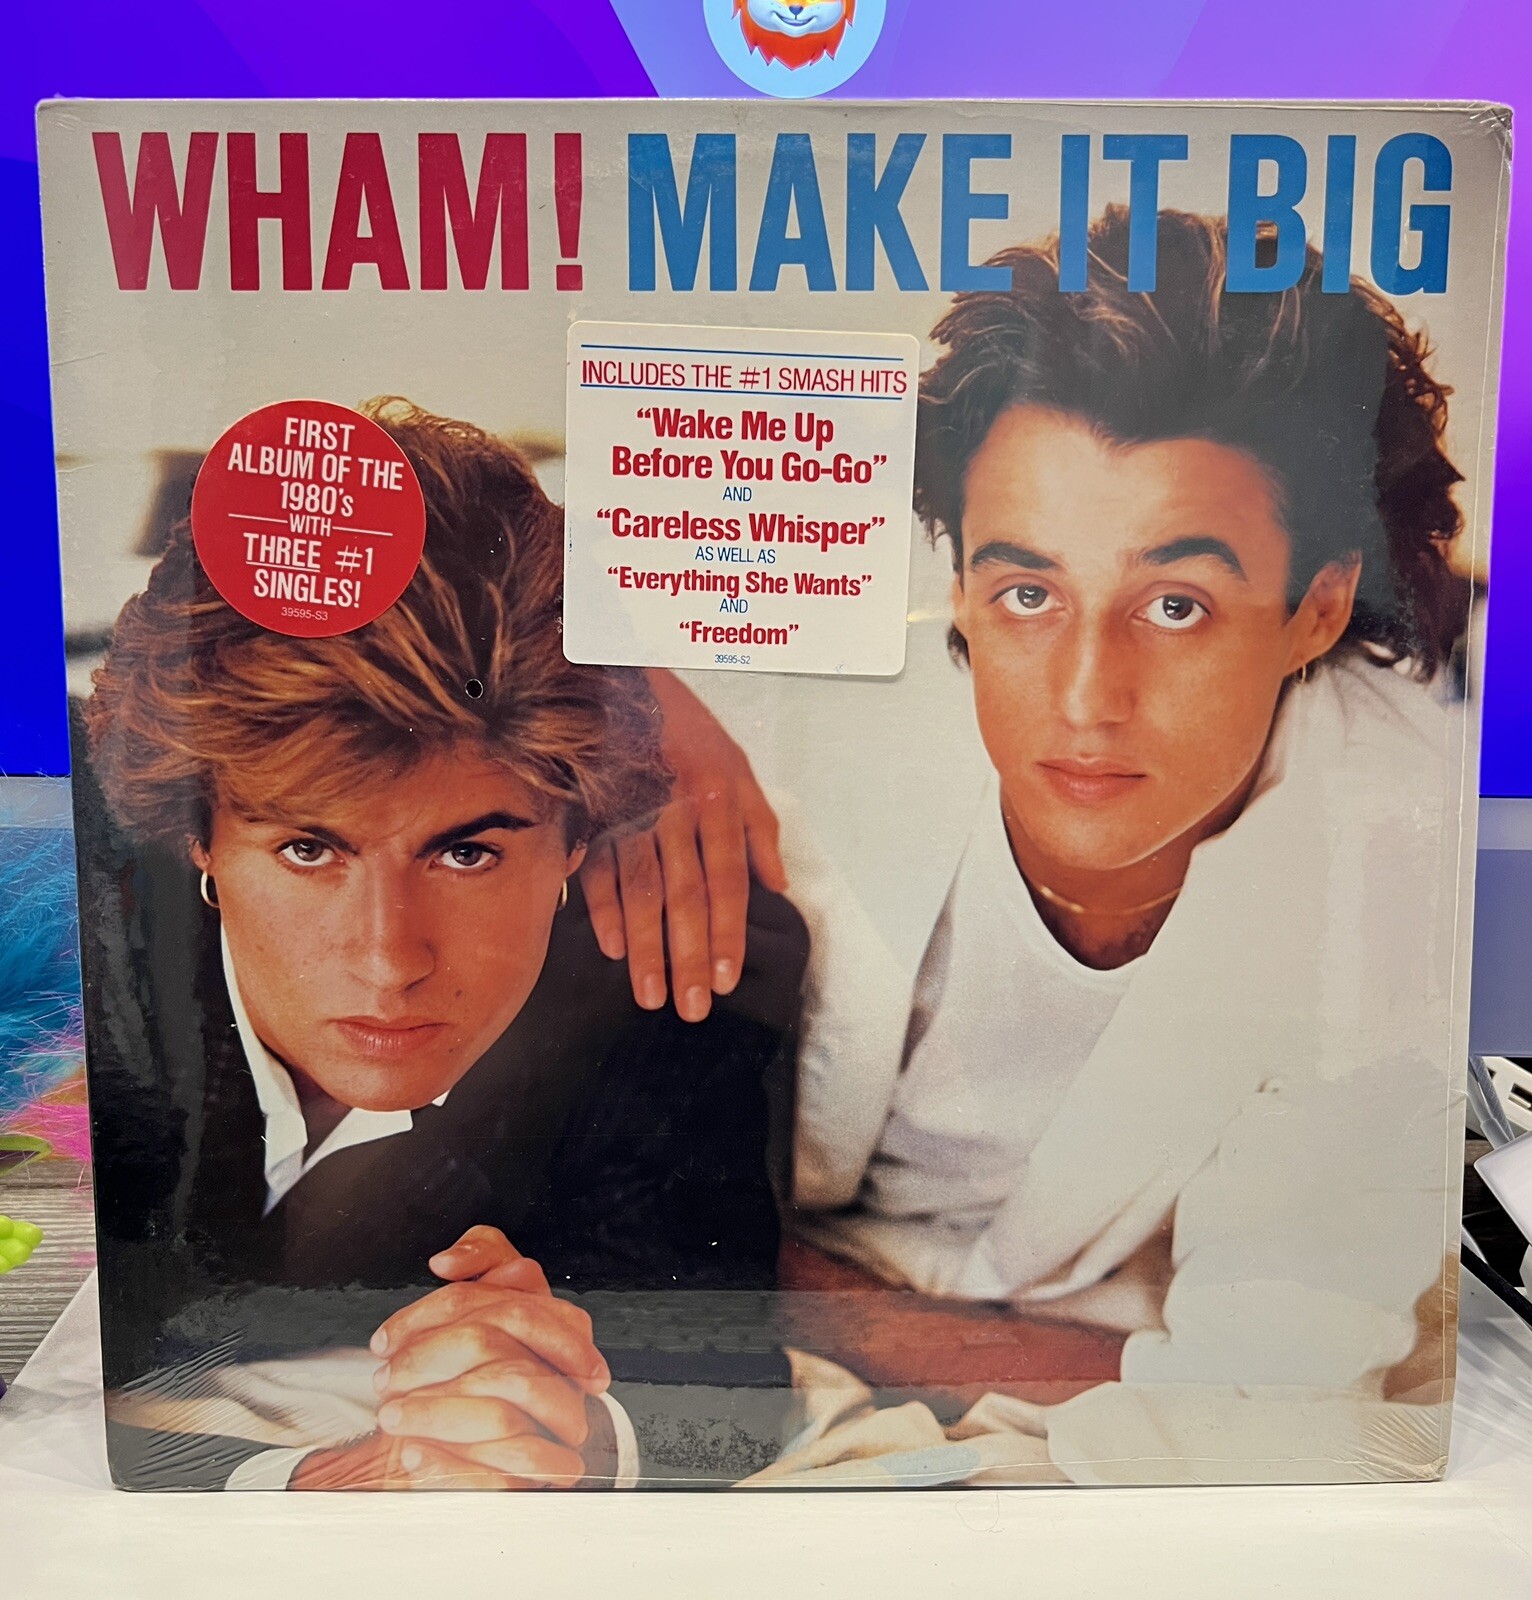 WHAM! MAKE IT BIG
INCLUDES THE #1 SMASH HITS
“Wake Me Up
Before You Go-Go”
AND
“Careless Whisper”
AS WELL AS
“Everything She Wants”
AND
“Freedom”
39595-S2
FIRST
ALBUM OF THE
1980's
WITH
THREE #1
SINGLES!
39595-S3